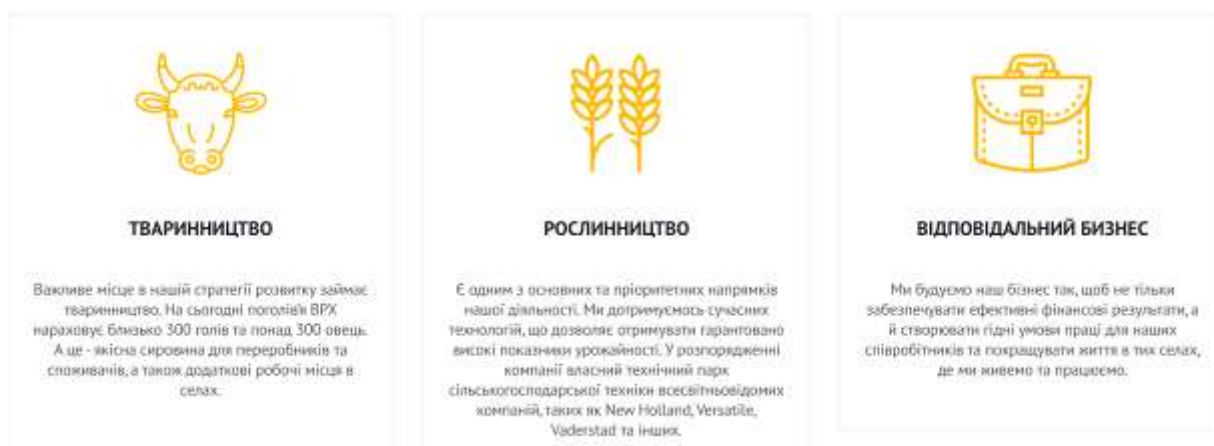 ТВАРИННИЦТВО
Важливе місце в нашій стратегії розвитку займає
тваринництво. На сьогодні поголів'я ВРХ
нараховує близько 300 голів та понад 300 овець.
А це - якісна сировина для переробників та
споживачів, а також додаткові робочі місця в
селах.
РОСЛИННИЦТВО
Є одним з основних та пріоритетних напрямків
нашої діяльності. Ми дотримуємось сучасних
технологій, що дозволяє отримувати гарантовано
високі показники урожайності. У розпорядженні
компанії власний технічний парк
сільськогосподарської техніки всесвітньовідомих
компаній, таких як New Holland, Versatile,
Vaderstad та інших.
ВІДПОВІДАЛЬНИЙ БИЗНЕС
Ми будуємо наш бізнес так, щоб не тільки
забезпечувати ефективні фінансові результати, а
й створювати гідні умови праці для наших
співробітників та покращувати життя в тих селах,
де ми живемо та працюємо.